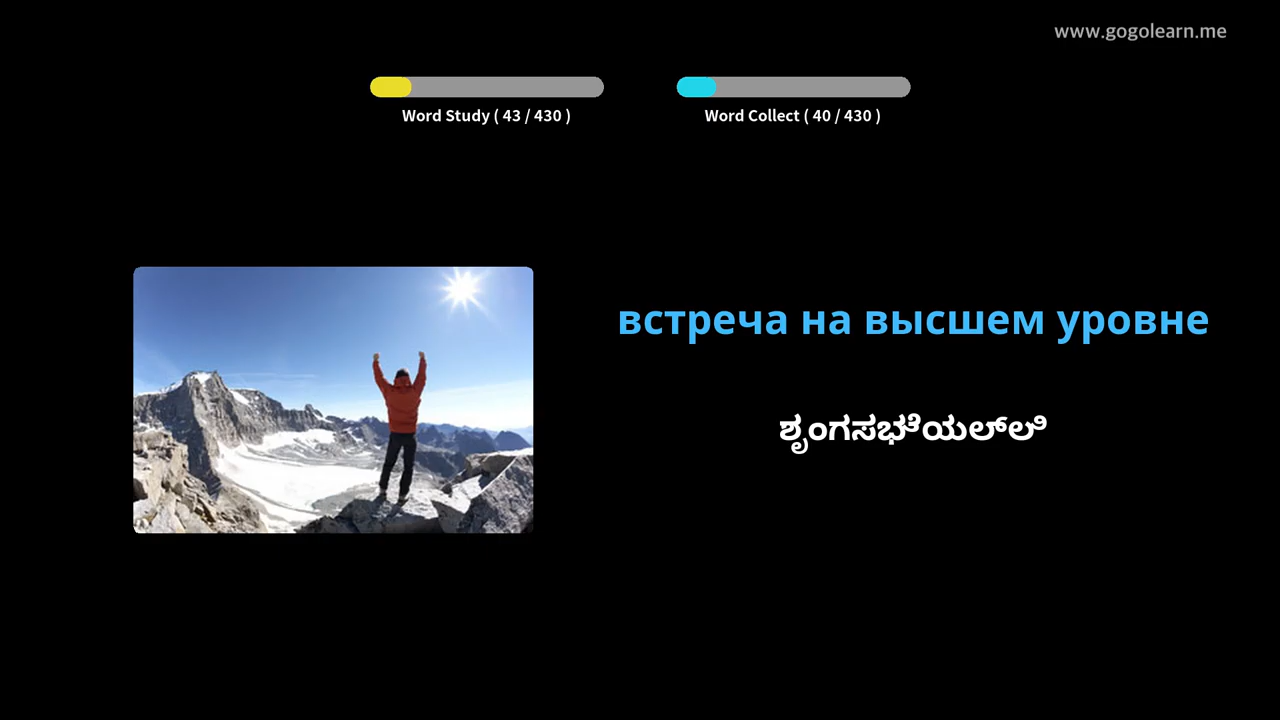 www.gogolearn.me
Word Study ( 43 / 430 )
Word Collect ( 40 / 430 )
встреча на высшем уровне
ಶೃಂಗಸಭೆಯಲ್ಲಿ